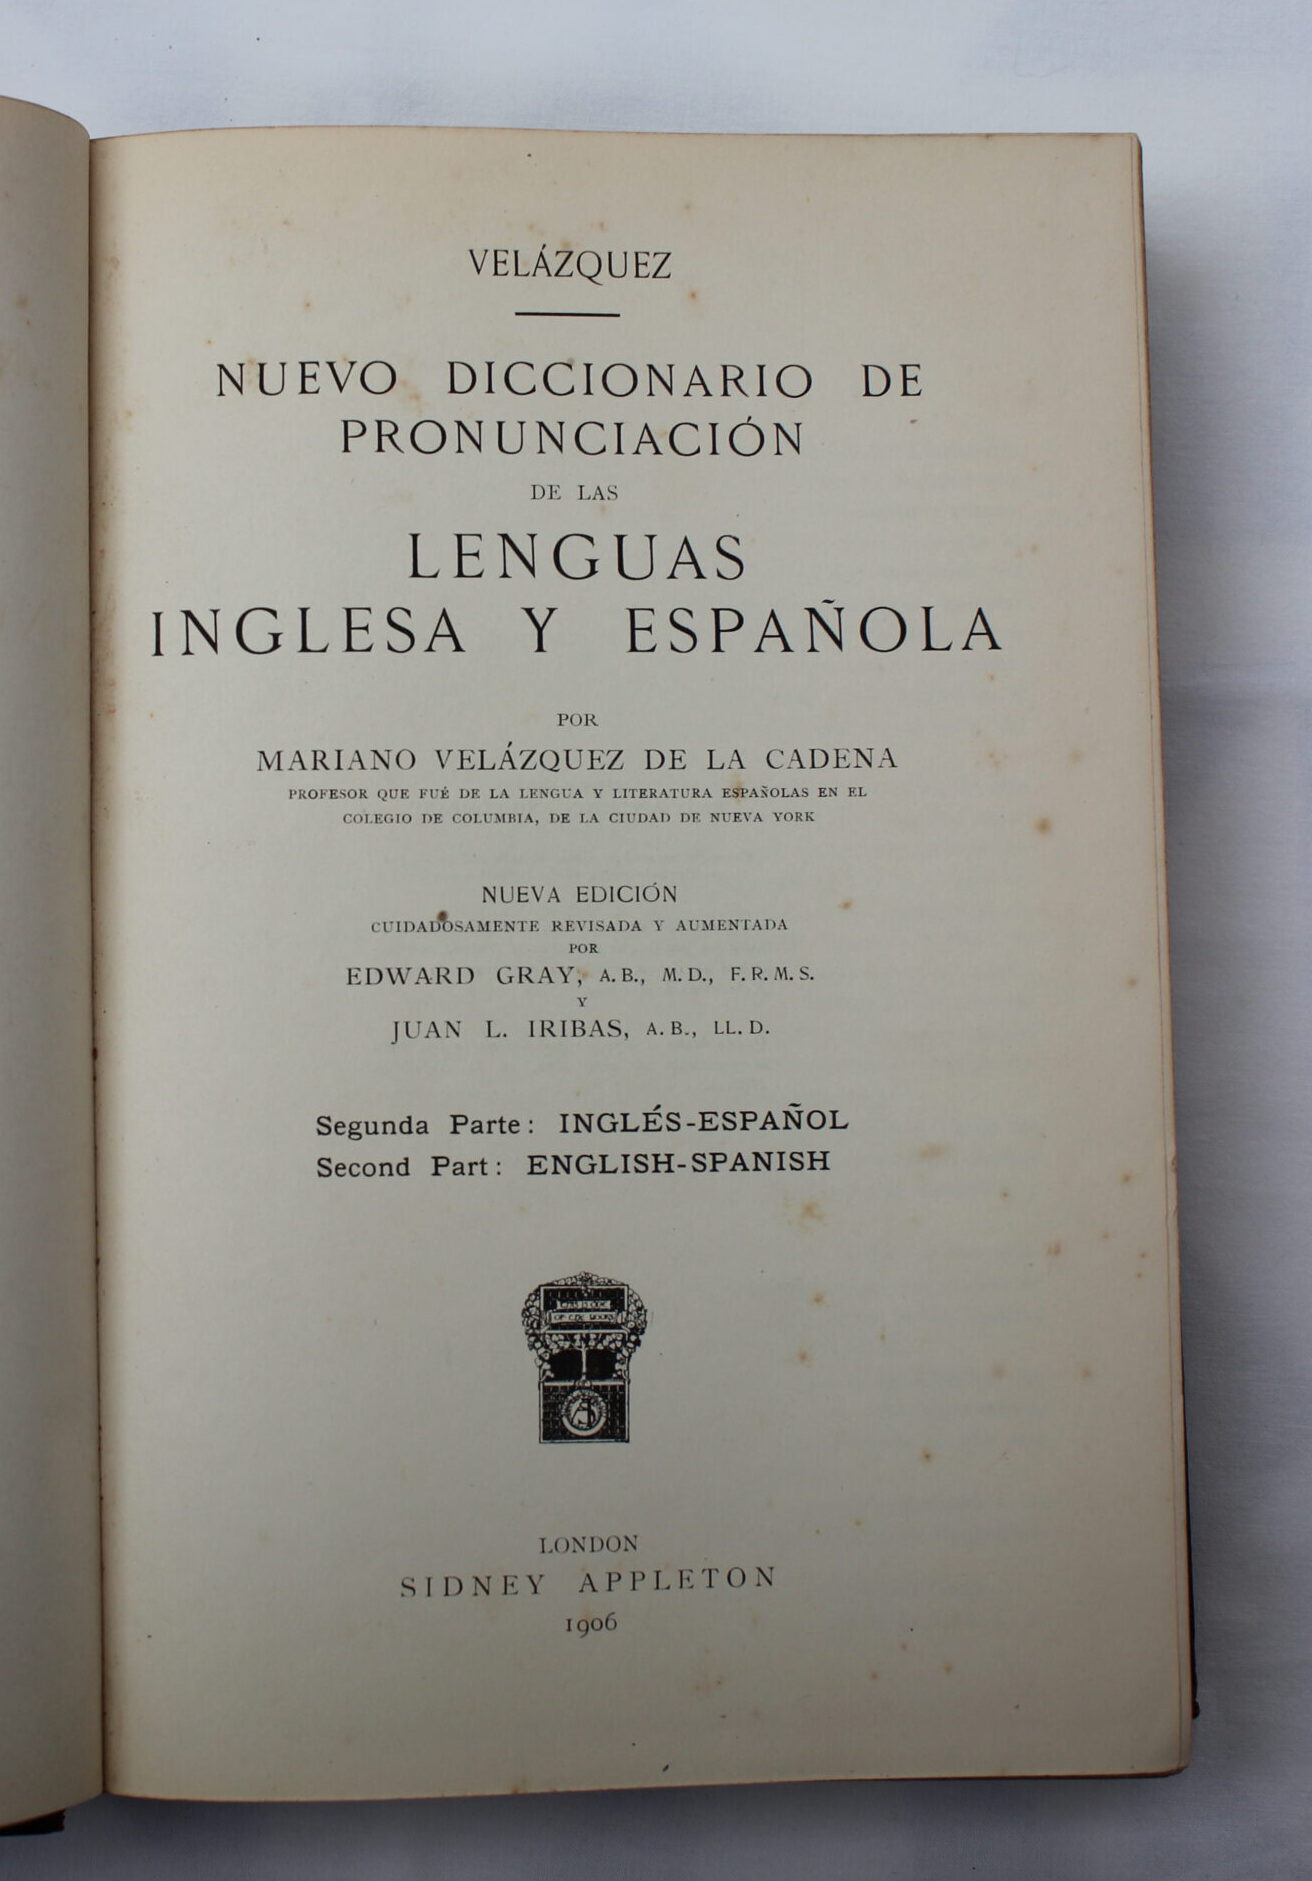 VELÁZQUEZ
NUEVO DICCIONARIO DE
PRONUNCIACIÓN
DE LAS
LENGUAS
INGLESA Y ESPAÑOLA
POR
MARIANO VELÁZQUEZ DE LA CADENA
PROFESOR QUE FUÉ DE LA LENGUA Y LITERATURA ESPAÑOLAS EN EL
COLEGIO DE COLUMBIA, DE LA CIUDAD DE NUEVA YORK
NUEVA EDICIÓN
CUIDADOSAMENTE REVISADA Y AUMENTADA
POR
EDWARD GRAY, A. B., M. D., F. R. M. S.
Y
JUAN L. IRIBAS, A. B., LL. D.
Segunda Parte: INGLÉS-ESPAÑOL
Second Part: ENGLISH-SPANISH
LONDON
SIDNEY APPLETON
1906